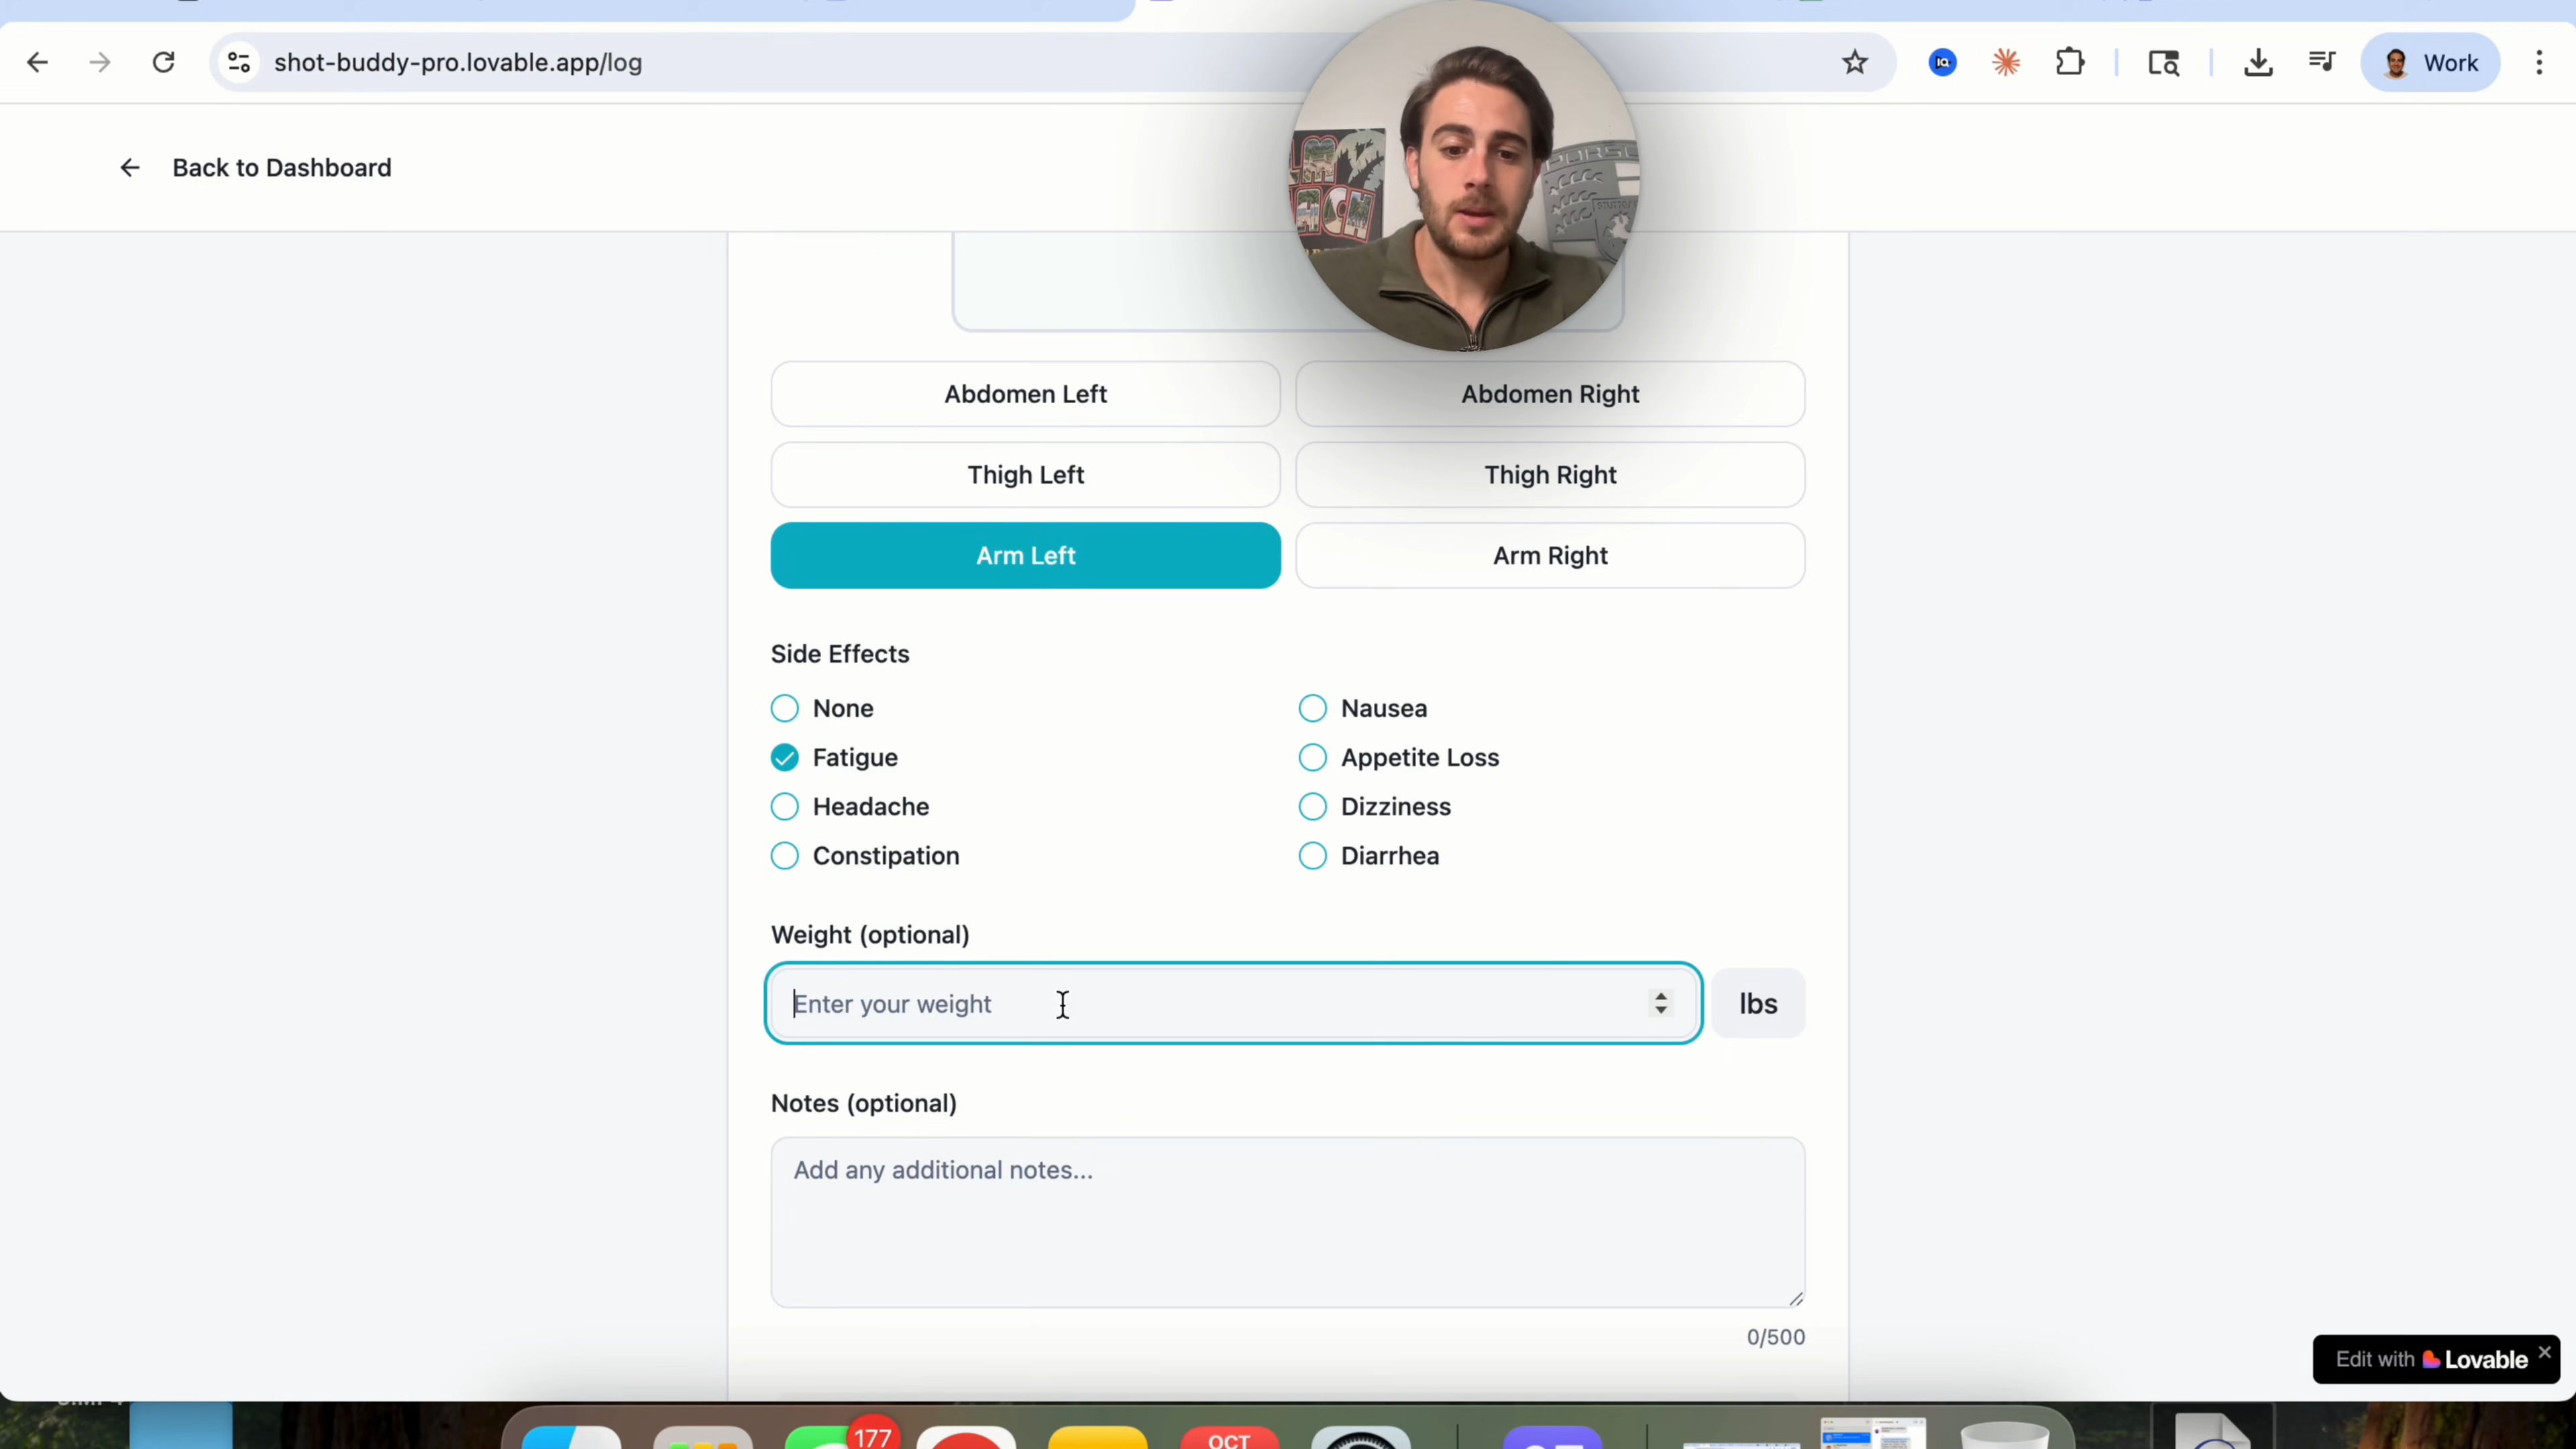 shot-buddy-pro.lovable.app/log
Work
Back to Dashboard
Abdomen Left
Abdomen Right
Thigh Left
Thigh Right
Arm Left
Arm Right
Side Effects
None
Nausea
Fatigue
Appetite Loss
Headache
Dizziness
Constipation
Diarrhea
Weight (optional)
Enter your weight
lbs
Notes (optional)
Add any additional notes...
0/500
Edit with Lovable
177
OCT